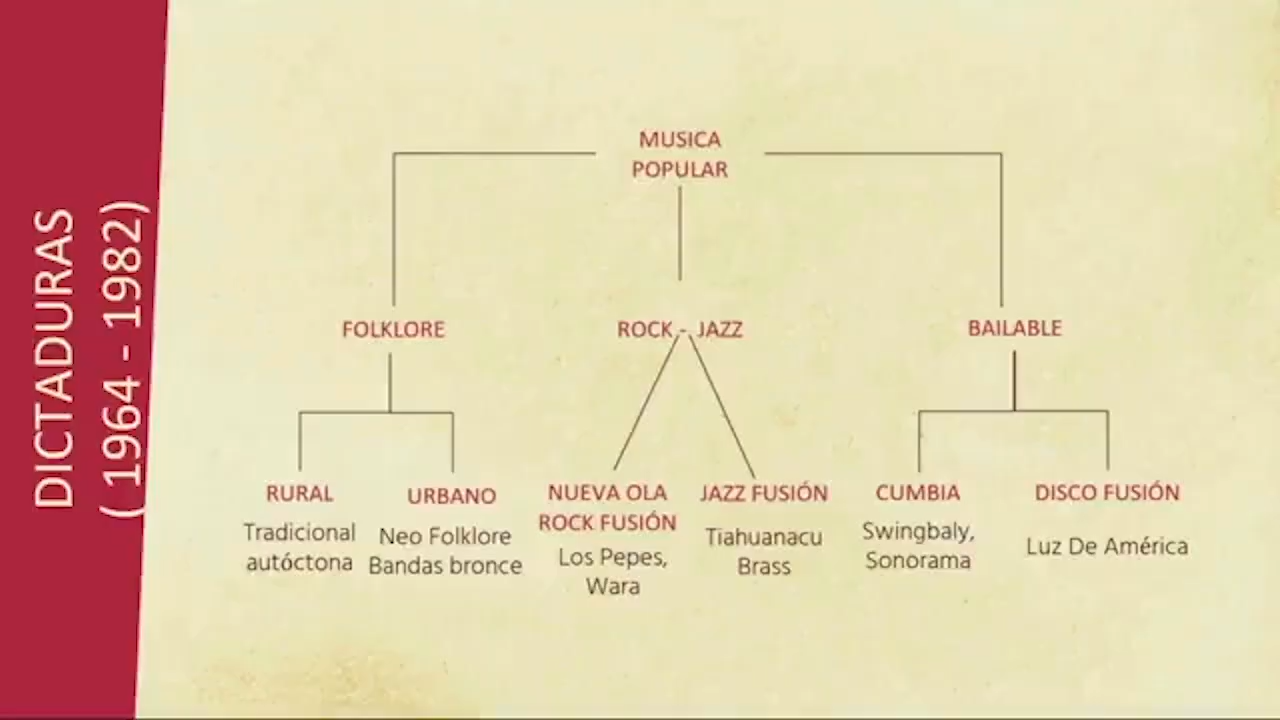 DICTADURAS
( 1964 - 1982)
MUSICA
POPULAR
FOLKLORE
ROCK - JAZZ
BAILABLE
RURAL
Tradicional
autóctona
URBANO
Neo Folklore
Bandas bronce
NUEVA OLA
ROCK FUSIÓN
Los Pepes,
Wara
JAZZ FUSIÓN
Tiahuanacu
Brass
CUMBIA
Swingbaly,
Sonorama
DISCO FUSIÓN
Luz De América